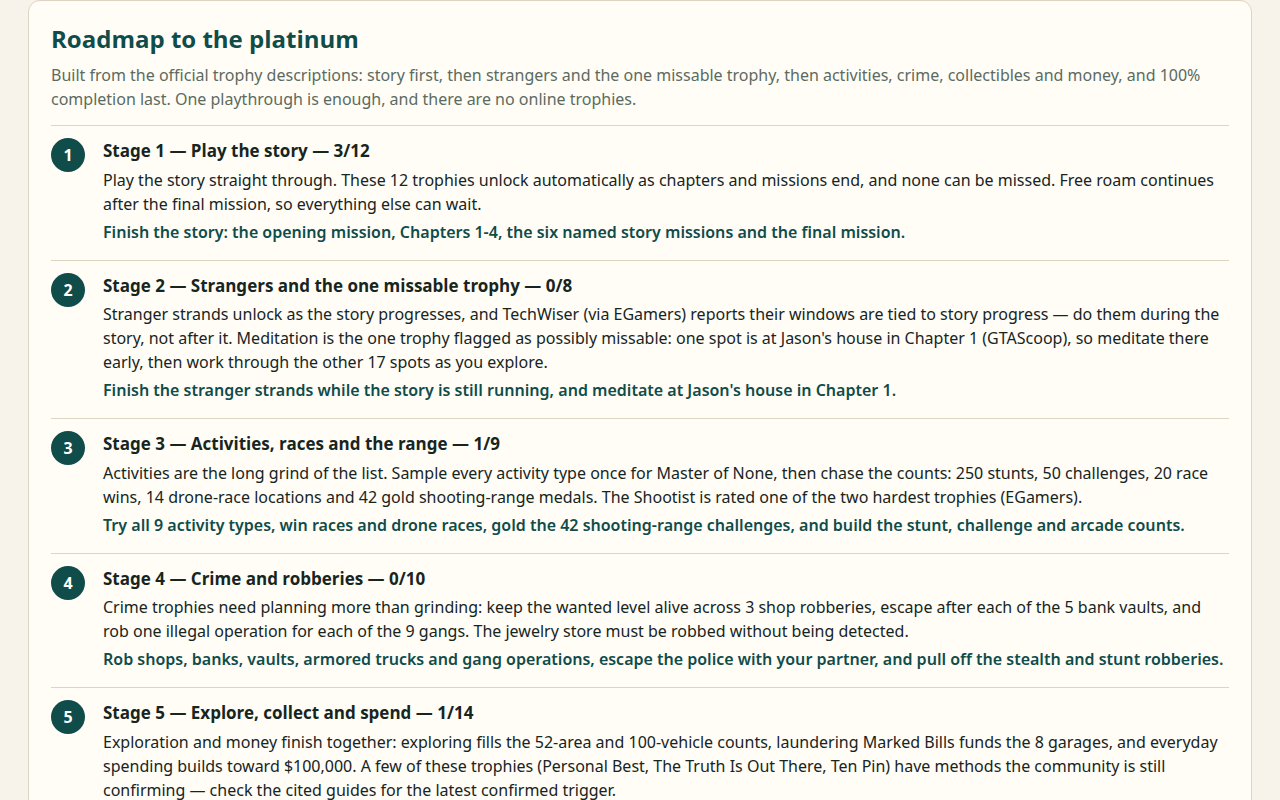 Roadmap to the platinum
Built from the official trophy descriptions: story first, then strangers and the one missable trophy, then activities, crime, collectibles and money, and 100%
completion last. One playthrough is enough, and there are no online trophies.
1
Stage 1 — Play the story — 3/12
Play the story straight through. These 12 trophies unlock automatically as chapters and missions end, and none can be missed. Free roam continues
after the final mission, so everything else can wait.
Finish the story: the opening mission, Chapters 1-4, the six named story missions and the final mission.
2
Stage 2 — Strangers and the one missable trophy — 0/8
Stranger strands unlock as the story progresses, and TechWiser (via EGamers) reports their windows are tied to story progress — do them during the
story, not after it. Meditation is the one trophy flagged as possibly missable: one spot is at Jason's house in Chapter 1 (GTAScoop), so meditate there
early, then work through the other 17 spots as you explore.
Finish the stranger strands while the story is still running, and meditate at Jason's house in Chapter 1.
3
Stage 3 — Activities, races and the range — 1/9
Activities are the long grind of the list. Sample every activity type once for Master of None, then chase the counts: 250 stunts, 50 challenges, 20 race
wins, 14 drone-race locations and 42 gold shooting-range medals. The Shootist is rated one of the two hardest trophies (EGamers).
Try all 9 activity types, win races and drone races, gold the 42 shooting-range challenges, and build the stunt, challenge and arcade counts.
4
Stage 4 — Crime and robberies — 0/10
Crime trophies need planning more than grinding: keep the wanted level alive across 3 shop robberies, escape after each of the 5 bank vaults, and
rob one illegal operation for each of the 9 gangs. The jewelry store must be robbed without being detected.
Rob shops, banks, vaults, armored trucks and gang operations, escape the police with your partner, and pull off the stealth and stunt robberies.
5
Stage 5 — Explore, collect and spend — 1/14
Exploration and money finish together: exploring fills the 52-area and 100-vehicle counts, laundering Marked Bills funds the 8 garages, and everyday
spending builds toward $100,000. A few of these trophies (Personal Best, The Truth Is Out There, Ten Pin) have methods the community is still
confirming — check the cited guides for the latest confirmed trigger.